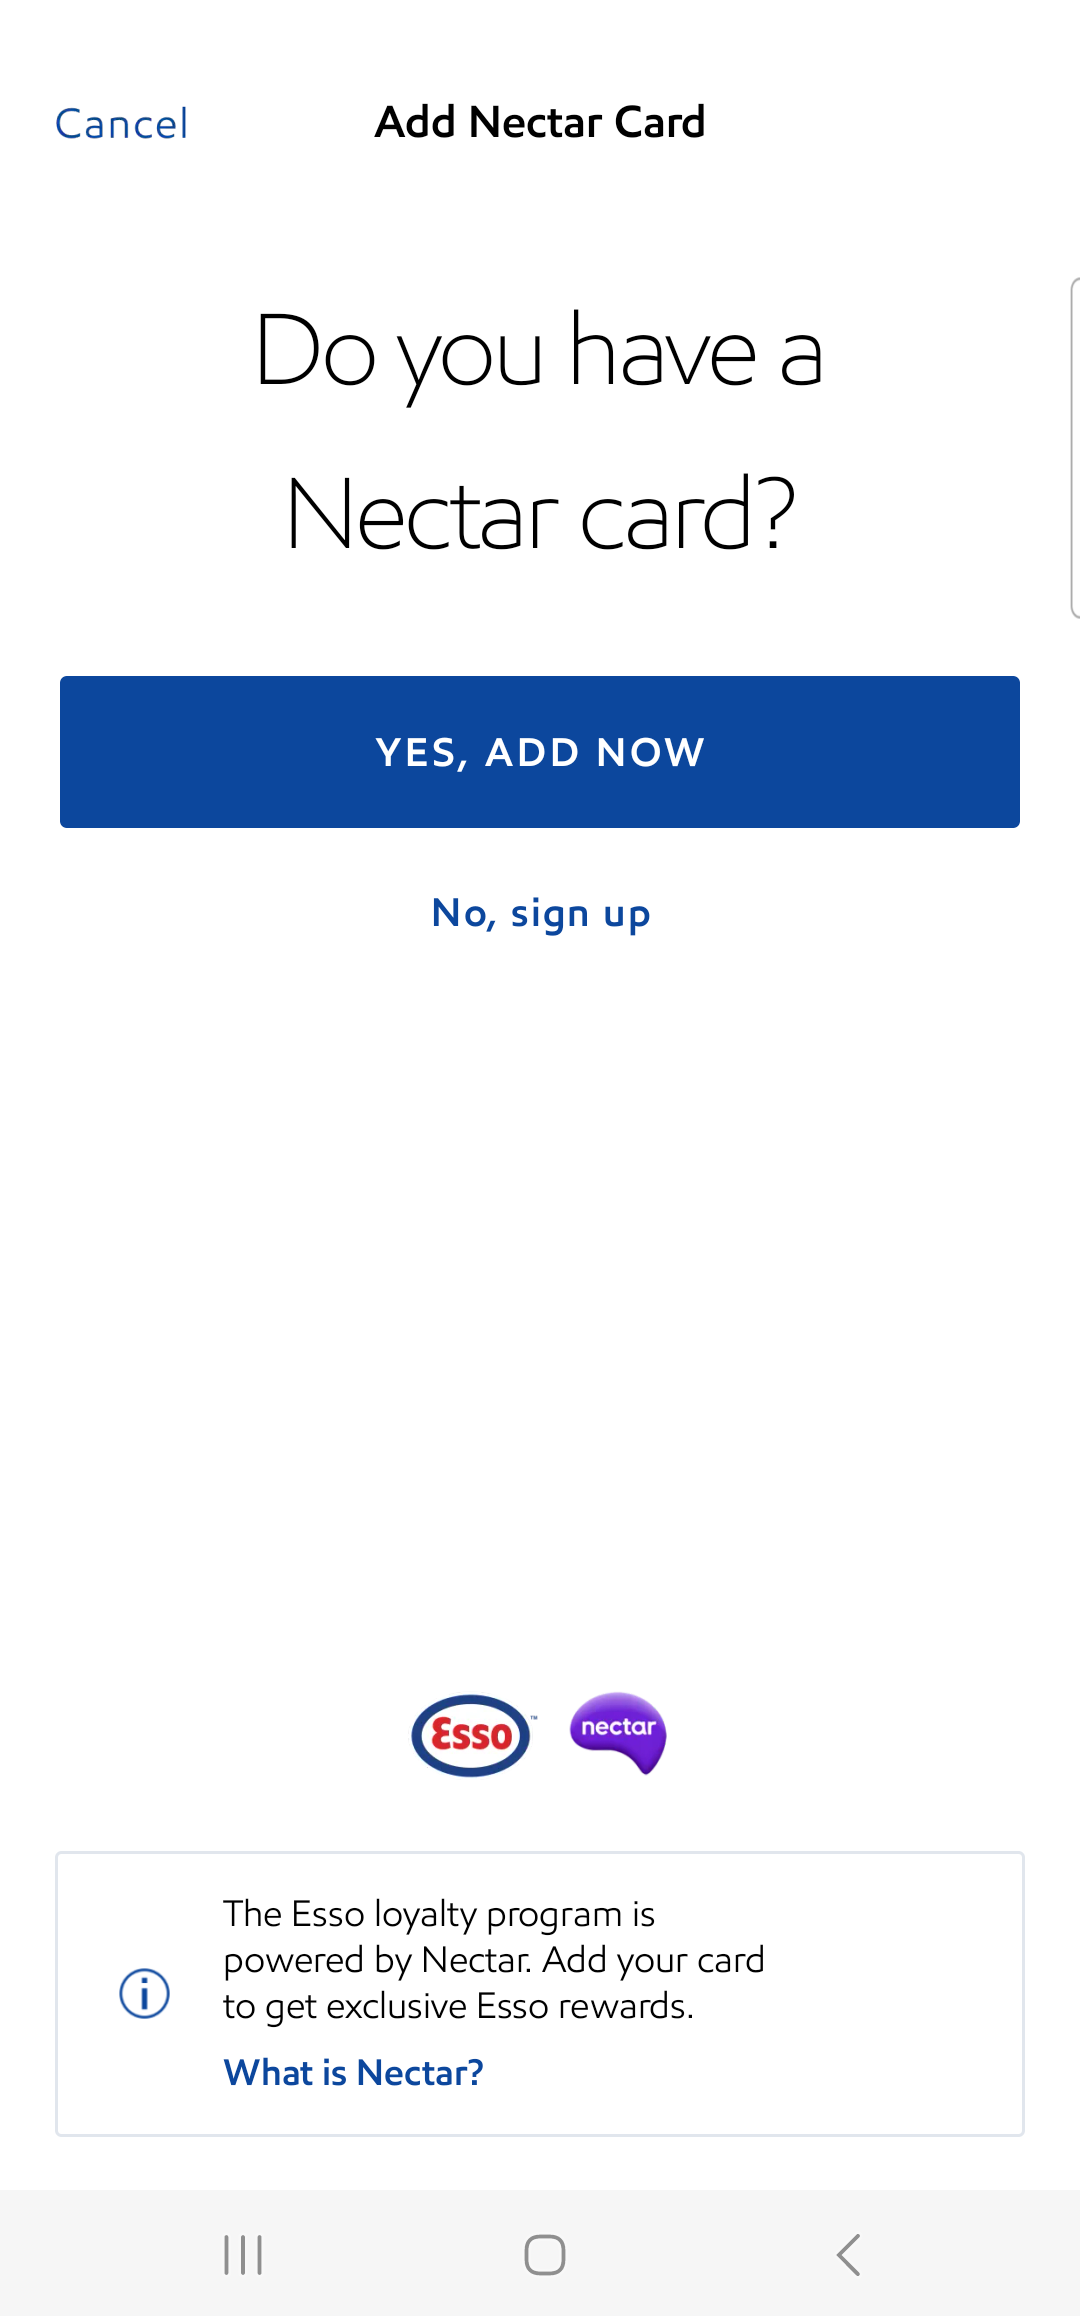 Cancel
Add Nectar Card
Do you have a
Nectar card?
YES, ADD NOW
No, sign up
Esso™
nectar
The Esso loyalty program is
powered by Nectar. Add your card
to get exclusive Esso rewards.
What is Nectar?